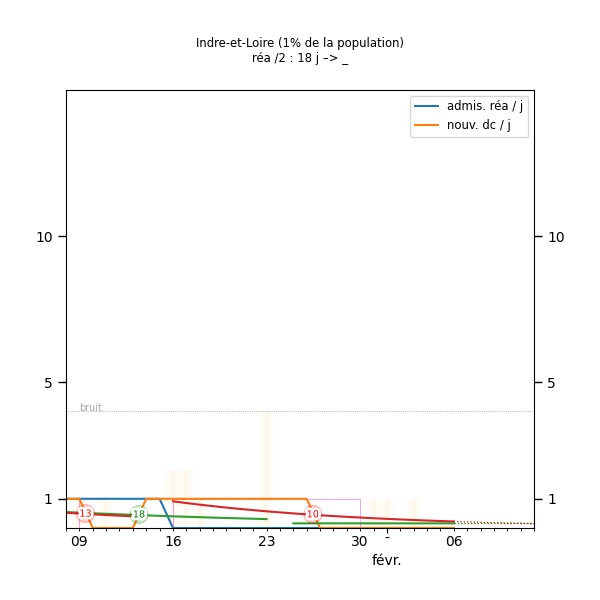 Indre-et-Loire (1% de la population)
réa /2 : 18 j –> _
admis. réa / j
nouv. dc / j
10 10
5 5
bruit
1 1
13 18 10
09 16 23 30 - 06
févr.